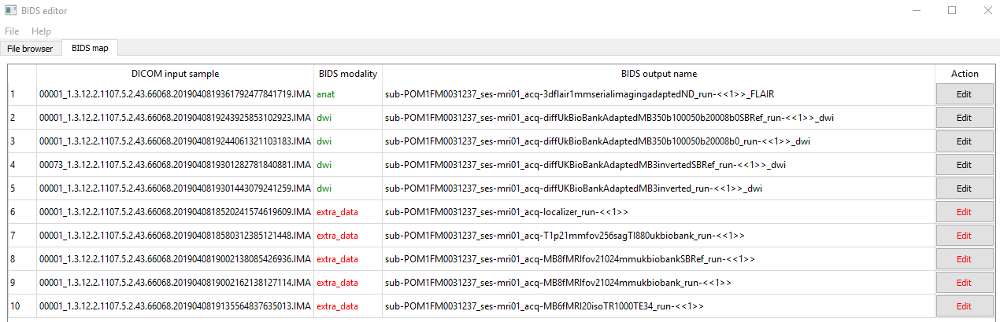 BIDS editor
File Help
File browser BIDS map
DICOM input sample BIDS modality BIDS output name Action
1 00001_1.3.12.2.1107.5.2.43.66068.2019040819361792477841719.IMA anat sub-POM1FM0031237_ses-mri01_acq-3dflair1mmserialimagingadaptedND_run-<<1>>_FLAIR Edit
2 00001_1.3.12.2.1107.5.2.43.66068.2019040819243925853102923.IMA dwi sub-POM1FM0031237_ses-mri01_acq-diffUkBioBankAdaptedMB350b100050b20008b0SBRef_run-<<1>>_dwi Edit
3 00001_1.3.12.2.1107.5.2.43.66068.2019040819244061321103183.IMA dwi sub-POM1FM0031237_ses-mri01_acq-diffUkBioBankAdaptedMB350b100050b20008b0_run-<<1>>_dwi Edit
4 00073_1.3.12.2.1107.5.2.43.66068.2019040819301282781840881.IMA dwi sub-POM1FM0031237_ses-mri01_acq-diffUKBioBankAdaptedMB3invertedSBRef_run-<<1>>_dwi Edit
5 00001_1.3.12.2.1107.5.2.43.66068.2019040819301443079241259.IMA dwi sub-POM1FM0031237_ses-mri01_acq-diffUKBioBankAdaptedMB3inverted_run-<<1>>_dwi Edit
6 00001_1.3.12.2.1107.5.2.43.66068.2019040818520241574619609.IMA extra_data sub-POM1FM0031237_ses-mri01_acq-localizer_run-<<1>> Edit
7 00001_1.3.12.2.1107.5.2.43.66068.2019040818580312385121448.IMA extra_data sub-POM1FM0031237_ses-mri01_acq-T1p21mmfov256sagTI880ukbiobank_run-<<1>> Edit
8 00001_1.3.12.2.1107.5.2.43.66068.2019040819002138085426936.IMA extra_data sub-POM1FM0031237_ses-mri01_acq-MB8fMRIfov21024mmukbiobankSBRef_run-<<1>> Edit
9 00001_1.3.12.2.1107.5.2.43.66068.2019040819002162138127114.IMA extra_data sub-POM1FM0031237_ses-mri01_acq-MB8fMRIfov21024mmukbiobank_run-<<1>> Edit
10 00001_1.3.12.2.1107.5.2.43.66068.2019040819135564837635013.IMA extra_data sub-POM1FM0031237_ses-mri01_acq-MB6fMRI20isoTR1000TE34_run-<<1>> Edit